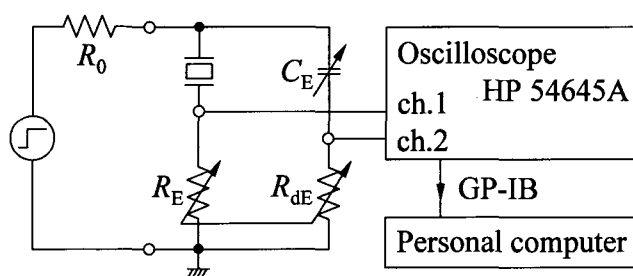 R0
CE
RE
RdE
Oscilloscope
HP 54645A
ch.1
ch.2
GP-IB
Personal computer